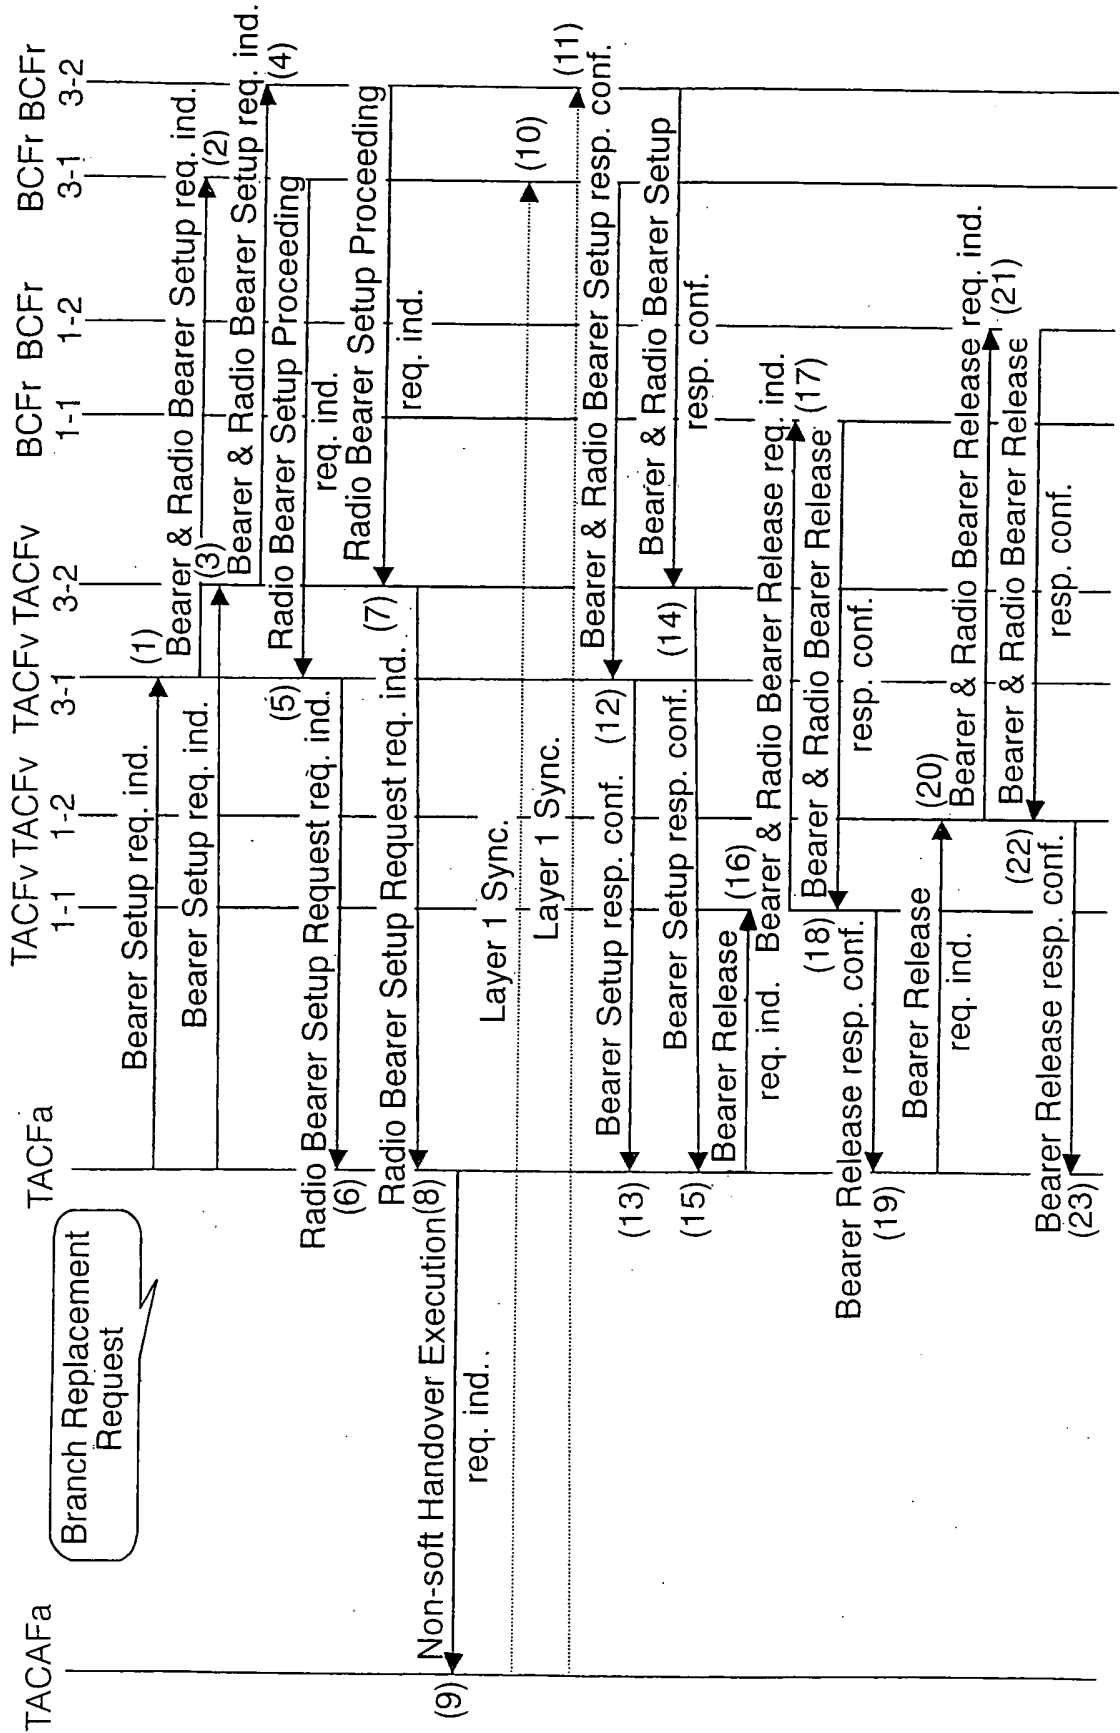 TACAFa
Branch Replacement
Request
TACFa
TACFv TACFv TACFv TACFv
1-1 1-2 3-1 3-2
BCFr BCFr BCFr BCFr
1-1 1-2 3-1 3-2
Bearer Setup req. ind.
(1)
Bearer & Radio Bearer Setup req. ind.
(2)
Bearer Setup req. ind.
(3)
Bearer & Radio Bearer Setup req. ind.
(4)
Radio Bearer Setup Proceeding
req. ind.
(5)
Radio Bearer Setup Request req. ind.
(6)
Radio Bearer Setup Proceeding
req. ind.
(7)
Radio Bearer Setup Request req. ind.
(8)
Non-soft Handover Execution
req. ind..
(9)
Layer 1 Sync.
(10)
Layer 1 Sync.
(11)
Bearer & Radio Bearer Setup resp. conf.
(12)
Bearer Setup resp. conf.
(13)
Bearer & Radio Bearer Setup
resp. conf.
(14)
Bearer Setup resp. conf.
(15)
Bearer Release
req. ind.
(16)
Bearer & Radio Bearer Release req. ind.
(17)
Bearer & Radio Bearer Release
resp. conf.
(18)
Bearer Release resp. conf.
(19)
Bearer Release
req. ind.
(20)
Bearer & Radio Bearer Release req. ind.
(21)
Bearer & Radio Bearer Release
resp. conf.
(22)
Bearer Release resp. conf.
(23)